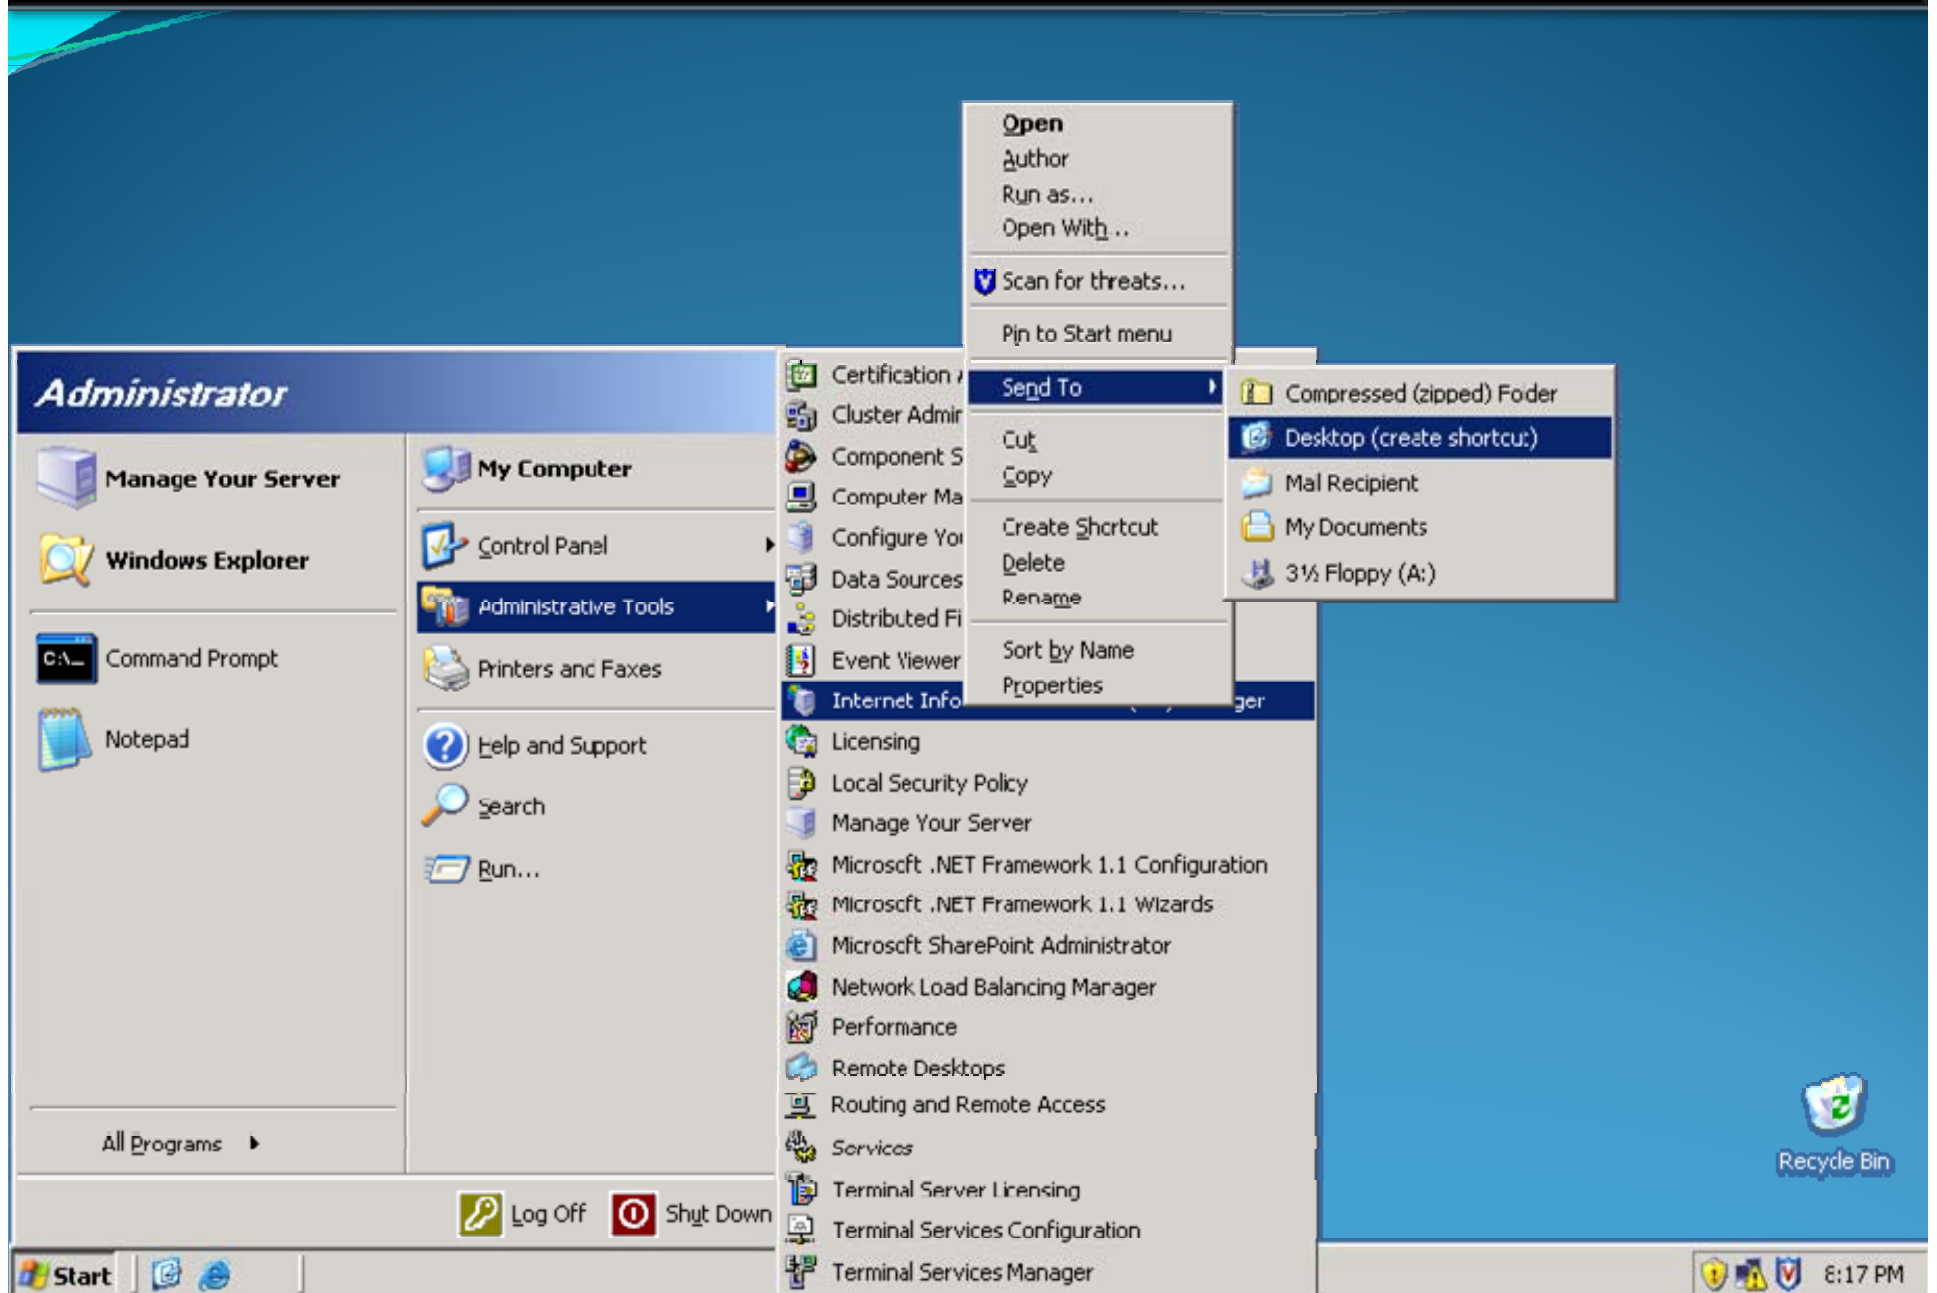 Open
Author
Run as...
Open With...
Scan for threats...
Pin to Start menu
Send To
Cut
Copy
Create Shortcut
Delete
Rename
Sort by Name
Properties
Compressed (zipped) Folder
Desktop (create shortcut)
Mail Recipient
My Documents
3½ Floppy (A:)
Administrator
Manage Your Server
Windows Explorer
C:\_
Command Prompt
Notepad
All Programs
My Computer
Control Panel
Administrative Tools
Printers and Faxes
Help and Support
Search
Run...
Log Off
Shut Down
Certification
Cluster Admin
Component S
Computer Ma
Configure You
Data Sources
Distributed Fi
Event Viewer
Internet Info ger
Licensing
Local Security Policy
Manage Your Server
Microsoft .NET Framework 1.1 Configuration
Microsoft .NET Framework 1.1 Wizards
Microsoft SharePoint Administrator
Network Load Balancing Manager
Performance
Remote Desktops
Routing and Remote Access
Services
Terminal Server Licensing
Terminal Services Configuration
Terminal Services Manager
Recycle Bin
Start
8:17 PM